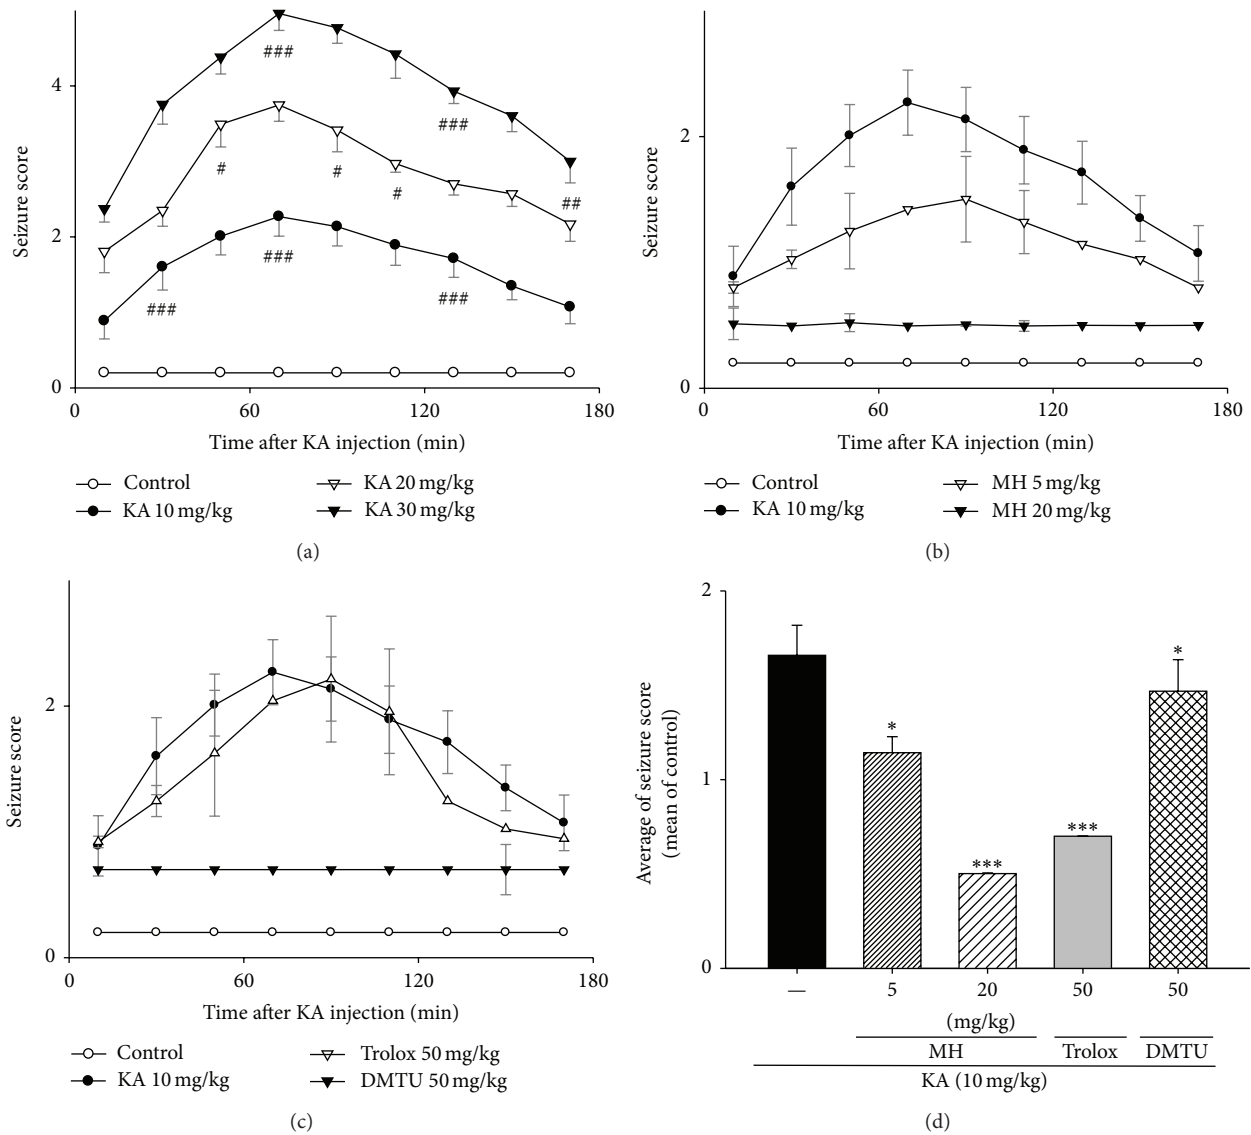 4
2
0
Seizure score
###
#
#
#
##
###
###
###
###
0 60 120 180
Time after KA injection (min)
Control
KA 10 mg/kg
KA 20 mg/kg
KA 30 mg/kg
(a)
2
0
Seizure score
0 60 120 180
Time after KA injection (min)
Control
KA 10 mg/kg
MH 5 mg/kg
MH 20 mg/kg
(b)
2
0
Seizure score
0 60 120 180
Time after KA injection (min)
Control
KA 10 mg/kg
Trolox 50 mg/kg
DMTU 50 mg/kg
(c)
2
1
0
Average of seizure score
(mean of control)
*
***
***
*
— 5 20 50 50
(mg/kg)
MH Trolox DMTU
KA (10 mg/kg)
(d)